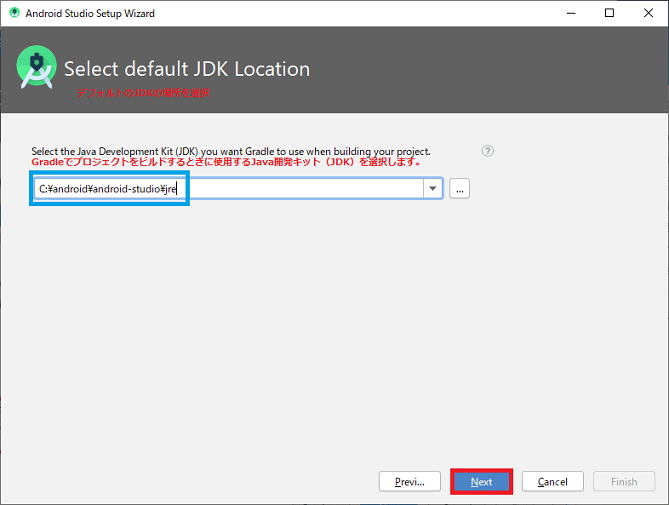 Android Studio Setup Wizard
Select default JDK Location
デフォルトのJDKの場所を選択
Select the Java Development Kit (JDK) you want Gradle to use when building your project.
?
Gradleでプロジェクトをビルドするときに使用するJava開発キット（JDK）を選択します。
C:¥android¥android-studio¥jre
...
Previ...
Next
Cancel
Finish